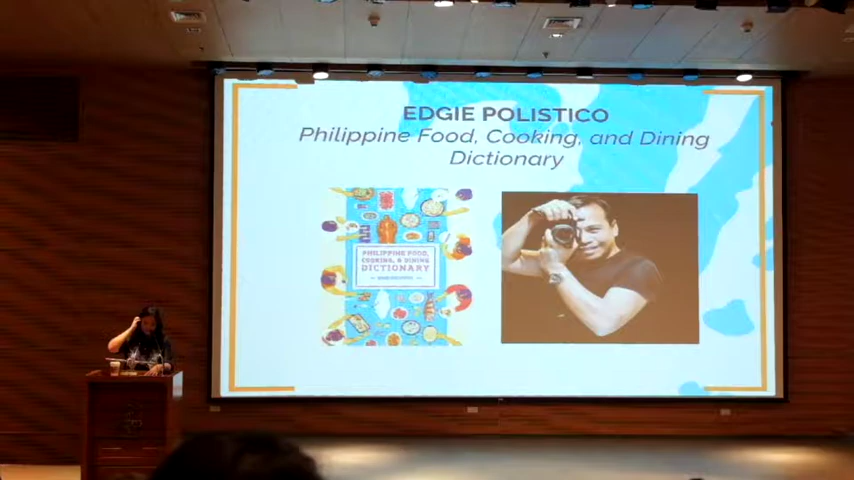 EDGIE POLISTICO
Philippine Food, Cooking, and Dining
Dictionary
PHILIPPINE FOOD,
COOKING, & DINING
DICTIONARY